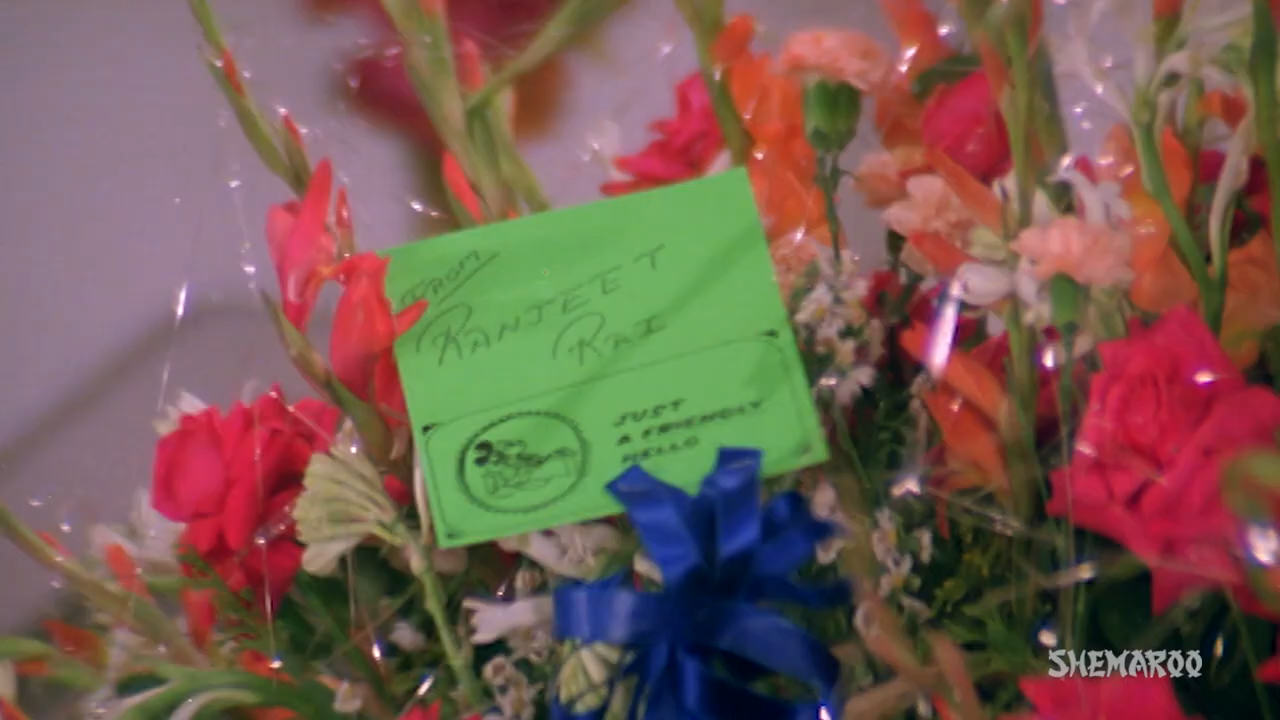 FROM
RANJEET
RAI
JUST
A FRIENDLY
HELLO
SHEMAROO